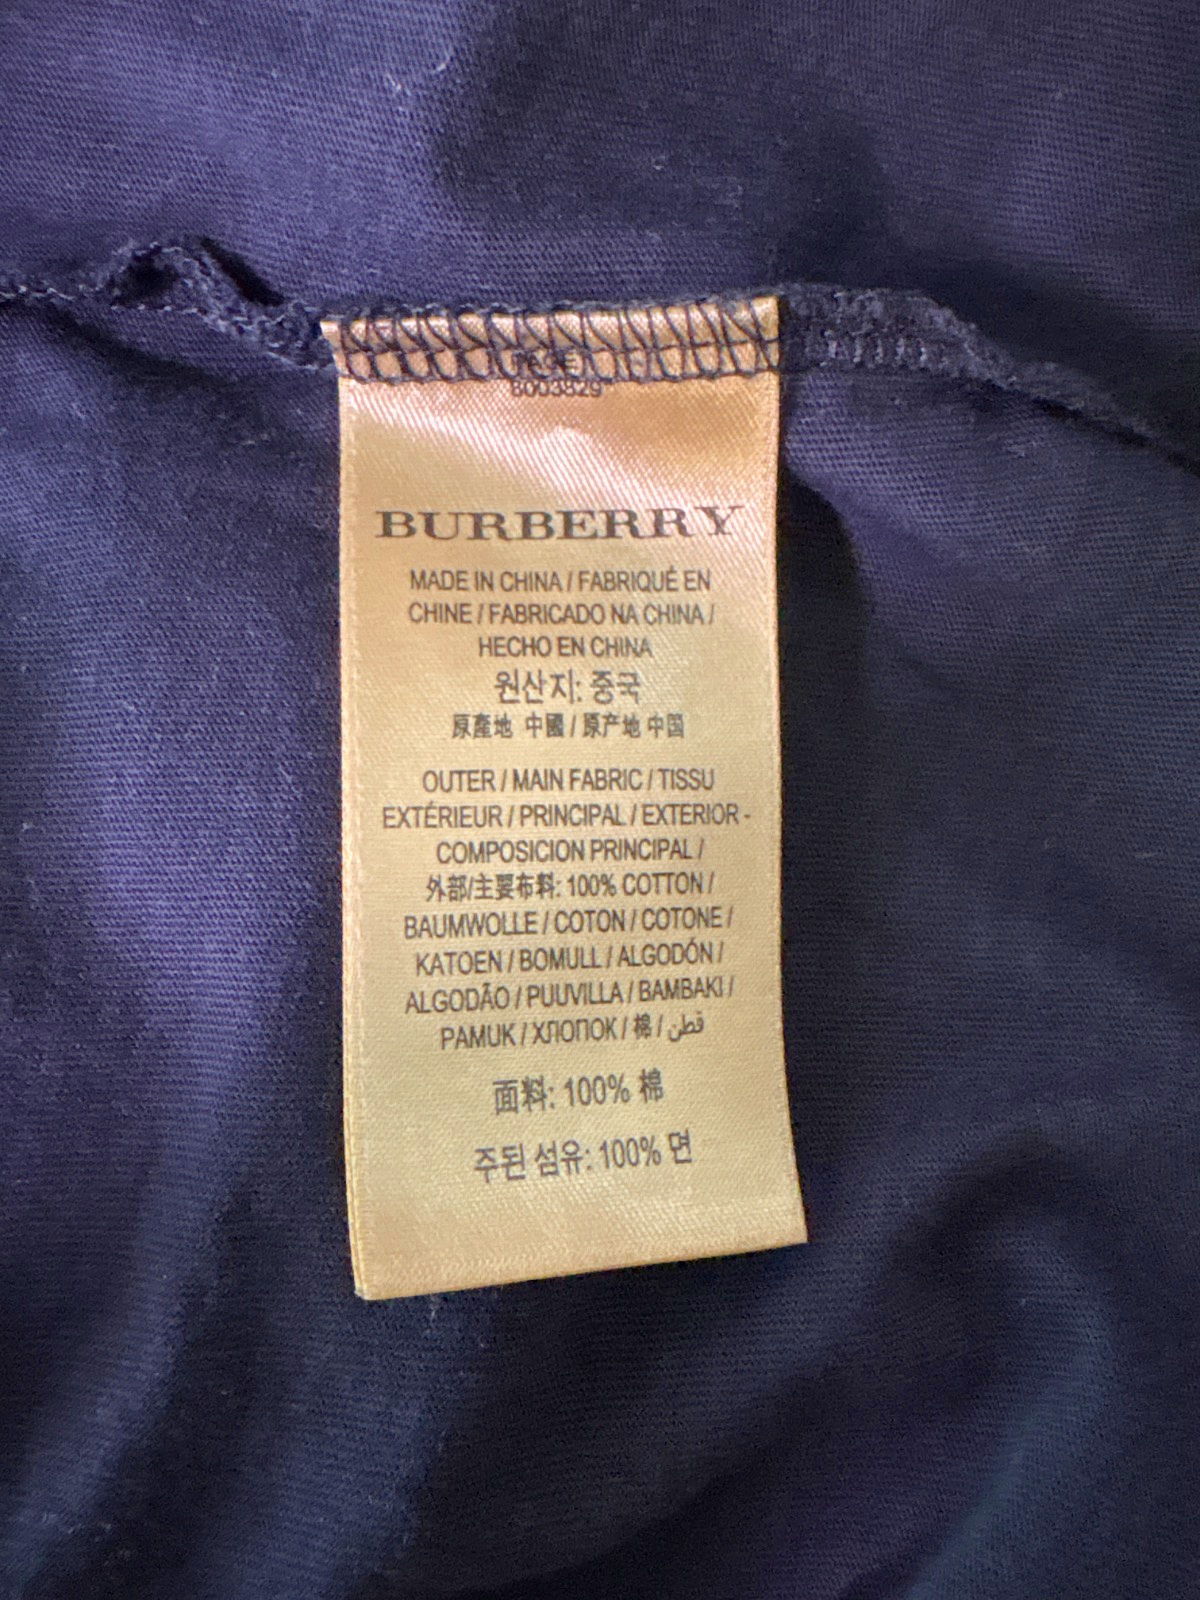 8003829
BURBERRY
MADE IN CHINA / FABRIQUÉ EN
CHINE / FABRICADO NA CHINA /
HECHO EN CHINA
원산지: 중국
原產地 中國 / 原产地 中国
OUTER / MAIN FABRIC / TISSU
EXTÉRIEUR / PRINCIPAL / EXTERIOR -
COMPOSICION PRINCIPAL /
外部/主要布料: 100% COTTON /
BAUMWOLLE / COTON / COTONE /
KATOEN / BOMULL / ALGODÓN /
ALGODÃO / PUUVILLA / BAMBAKI /
PAMUK / ХЛОПОК / 棉 / قطن
面料: 100% 棉
주된 섬유: 100% 면